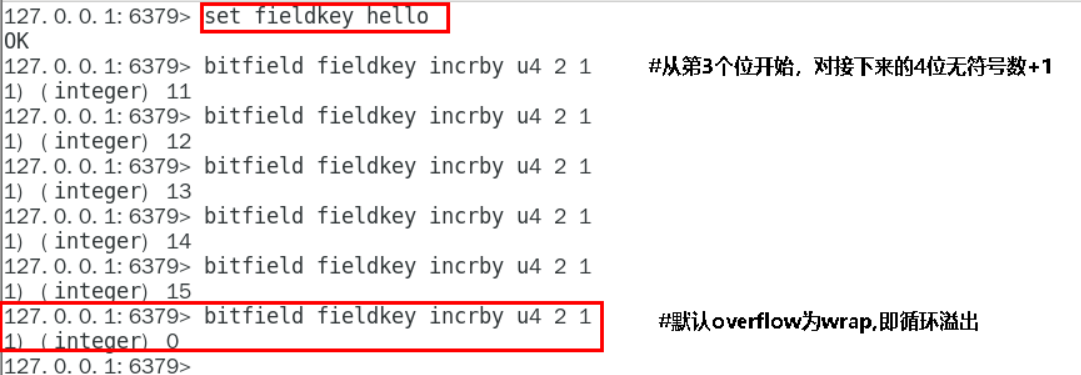 127.0.0.1:6379> set fieldkey hello
OK
127.0.0.1:6379> bitfield fieldkey incrby u4 2 1 #从第3个位开始，对接下来的4位无符号数+1
1) (integer) 11
127.0.0.1:6379> bitfield fieldkey incrby u4 2 1
1) (integer) 12
127.0.0.1:6379> bitfield fieldkey incrby u4 2 1
1) (integer) 13
127.0.0.1:6379> bitfield fieldkey incrby u4 2 1
1) (integer) 14
127.0.0.1:6379> bitfield fieldkey incrby u4 2 1
1) (integer) 15
127.0.0.1:6379> bitfield fieldkey incrby u4 2 1 #默认overflow为wrap,即循环溢出
1) (integer) 0
127.0.0.1:6379>